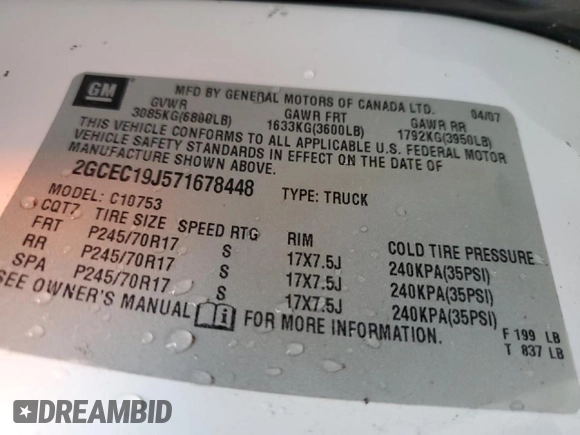 GM
MFD BY GENERAL MOTORS OF CANADA LTD. 04/07
GVWR GAWR FRT GAWR RR
3085KG(6800LB) 1633KG(3600LB) 1792KG(3950LB)
THIS VEHICLE CONFORMS TO ALL APPLICABLE U.S. FEDERAL MOTOR
VEHICLE SAFETY STANDARDS IN EFFECT ON THE DATE OF
MANUFACTURE SHOWN ABOVE.
2GCEC19J571678448 TYPE: TRUCK
MODEL: C10753
CQT7 TIRE SIZE SPEED RTG RIM COLD TIRE PRESSURE
FRT P245/70R17 S 17X7.5J 240KPA(35PSI)
RR P245/70R17 S 17X7.5J 240KPA(35PSI)
SPA P245/70R17 S 17X7.5J 240KPA(35PSI)
SEE OWNER'S MANUAL i FOR MORE INFORMATION.
F 199 LB
T 837 LB
DREAMBID